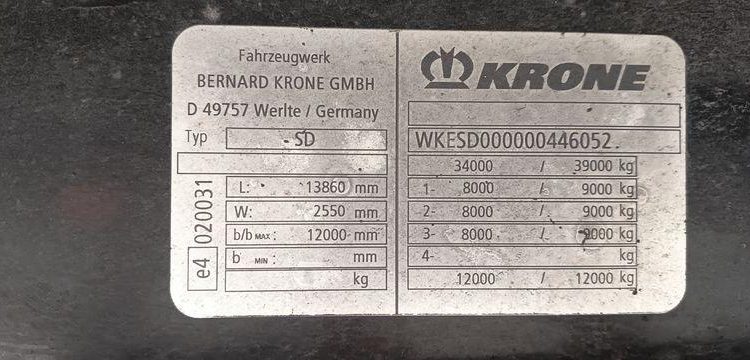 Fahrzeugwerk
BERNARD KRONE GMBH
D 49757 Werlte / Germany
Typ SD
e4 020031
L: 13860 mm
W: 2550 mm
b/b MAX: 12000 mm
b MIN: mm
kg
KRONE
WKESD000000446052
34000 / 39000 kg
1- 8000 / 9000 kg
2- 8000 / 9000 kg
3- 8000 / 9000 kg
4- kg
12000 / 12000 kg